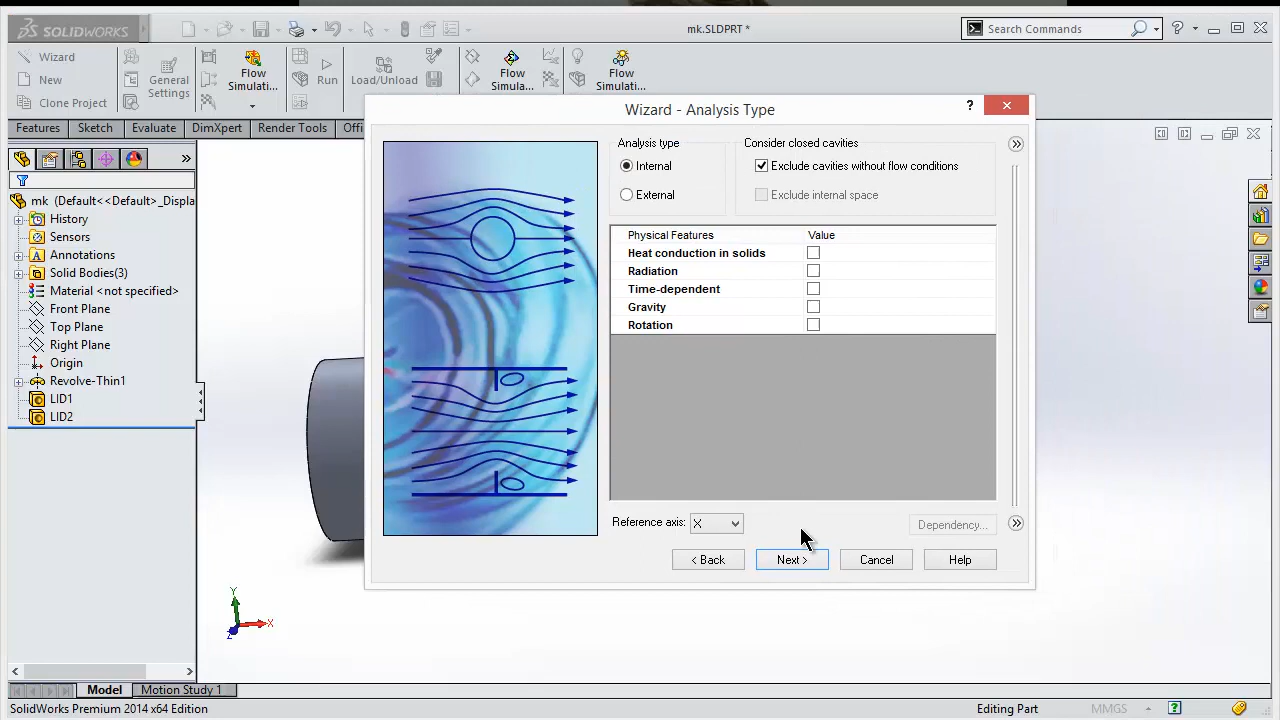 SOLIDWORKS
mk.SLDPRT *
Search Commands
Wizard
New
Clone Project
General
Settings
Flow
Simulati...
Run
Load/Unload
Flow
Simula...
Flow
Simulati...
Features
Sketch
Evaluate
DimXpert
Render Tools
Offi
mk (Default<<Default>_Displa
History
Sensors
Annotations
Solid Bodies(3)
Material <not specified>
Front Plane
Top Plane
Right Plane
Origin
Revolve-Thin1
LID1
LID2
Wizard - Analysis Type
?
Analysis type
Internal
External
Consider closed cavities
Exclude cavities without flow conditions
Exclude internal space
Physical Features
Value
Heat conduction in solids
Radiation
Time-dependent
Gravity
Rotation
Reference axis:
X
Dependency...
< Back
Next >
Cancel
Help
Y
X
Z
Model
Motion Study 1
SolidWorks Premium 2014 x64 Edition
Editing Part
MMGS